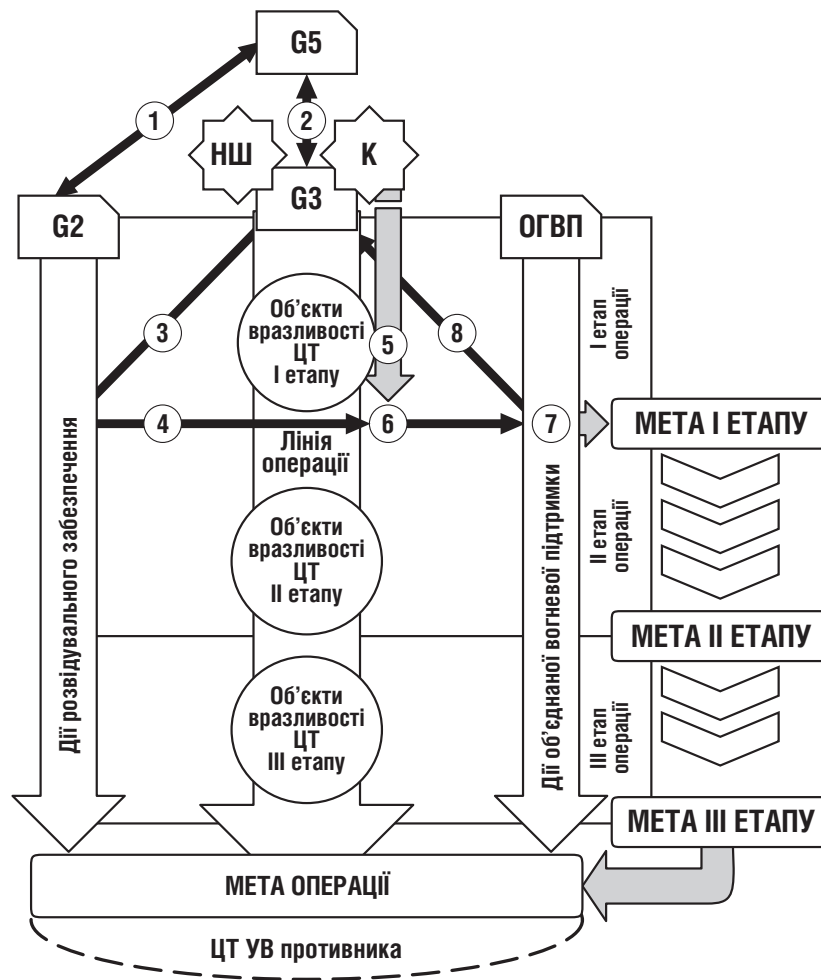 G5
1
2
НШ
К
G3
G2
ОГВП
3
Об’єкти
вразливості
ЦТ
І етапу
5
8
І етап
операції
4
6
7
МЕТА І ЕТАПУ
Лінія
операції
Дії розвідувального забезпечення
Об’єкти
вразливості
ЦТ
ІІ етапу
Дії об’єднаної вогневої підтримки
ІІ етап
операції
МЕТА ІІ ЕТАПУ
Об’єкти
вразливості
ЦТ
ІІІ етапу
ІІІ етап
операції
МЕТА ІІІ ЕТАПУ
МЕТА ОПЕРАЦІЇ
ЦТ УВ противника